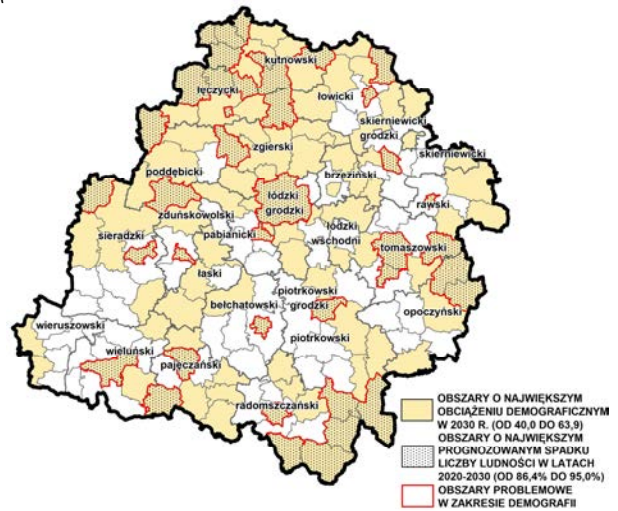 kutnowski
łęczycki
łowicki
skierniewicki
grodzki
skierniewicki
zgierski
brzeziński
poddębicki
łódzki
grodzki
rawski
zduńskowolski
łódzki
wschodni
sieradzki
pabianicki
tomaszowski
łaski
piotrkowski
grodzki
bełchatowski
opoczyński
wieruszowski
piotrkowski
wieluński
pajęczański
radomszczański
OBSZARY O NAJWIĘKSZYM
OBCIĄŻENIU DEMOGRAFICZNYM
W 2030 R. (OD 40,0 DO 63,9)
OBSZARY O NAJWIĘKSZYM
PROGNOZOWANYM SPADKU
LICZBY LUDNOŚCI W LATACH
2020-2030 (OD 86,4% DO 95,0%)
OBSZARY PROBLEMOWE
W ZAKRESIE DEMOGRAFII